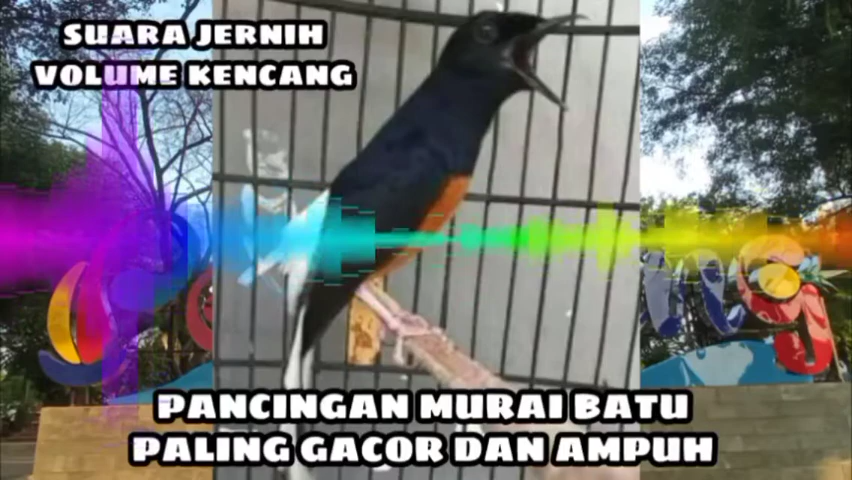 SUARA JERNIH
VOLUME KENCANG
PANCINGAN MURAI BATU
PALING GACOR DAN AMPUH